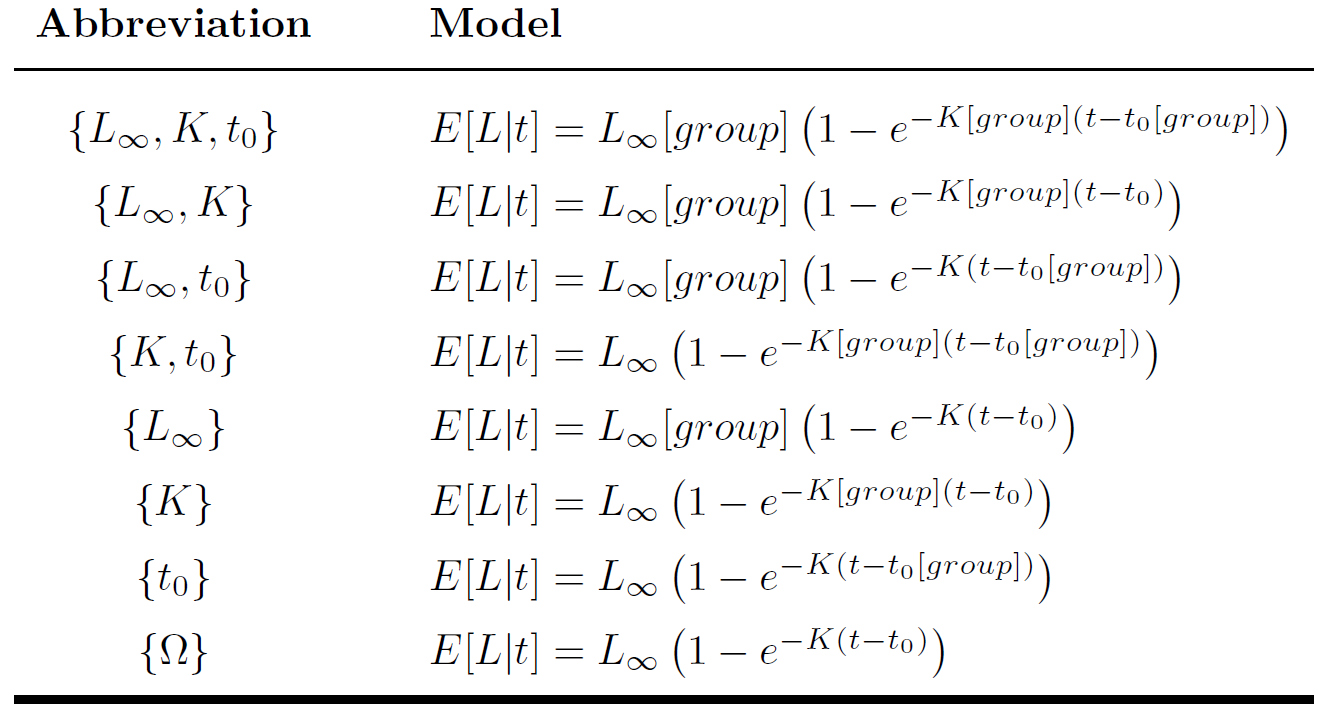 Abbreviation Model
{L∞, K, t₀} E[L|t] = L∞[group] (1 − e^{−K[group](t−t₀[group])})
{L∞, K} E[L|t] = L∞[group] (1 − e^{−K[group](t−t₀)})
{L∞, t₀} E[L|t] = L∞[group] (1 − e^{−K(t−t₀[group])})
{K, t₀} E[L|t] = L∞ (1 − e^{−K[group](t−t₀[group])})
{L∞} E[L|t] = L∞[group] (1 − e^{−K(t−t₀)})
{K} E[L|t] = L∞ (1 − e^{−K[group](t−t₀)})
{t₀} E[L|t] = L∞ (1 − e^{−K(t−t₀[group])})
{Ω} E[L|t] = L∞ (1 − e^{−K(t−t₀)})